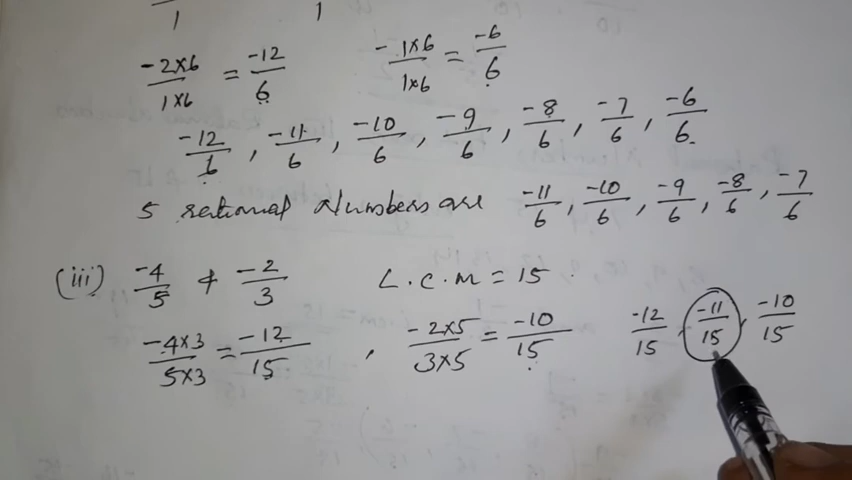 1 1
-2×6/1×6 = -12/6 -1×6/1×6 = -6/6
-12/6, -11/6, -10/6, -9/6, -8/6, -7/6, -6/6
5 rational numbers are -11/6, -10/6, -9/6, -8/6, -7/6
(iii) -4/5 & -2/3 L.C.M = 15
-4×3/5×3 = -12/15, -2×5/3×5 = -10/15 -12/15, -11/15, -10/15